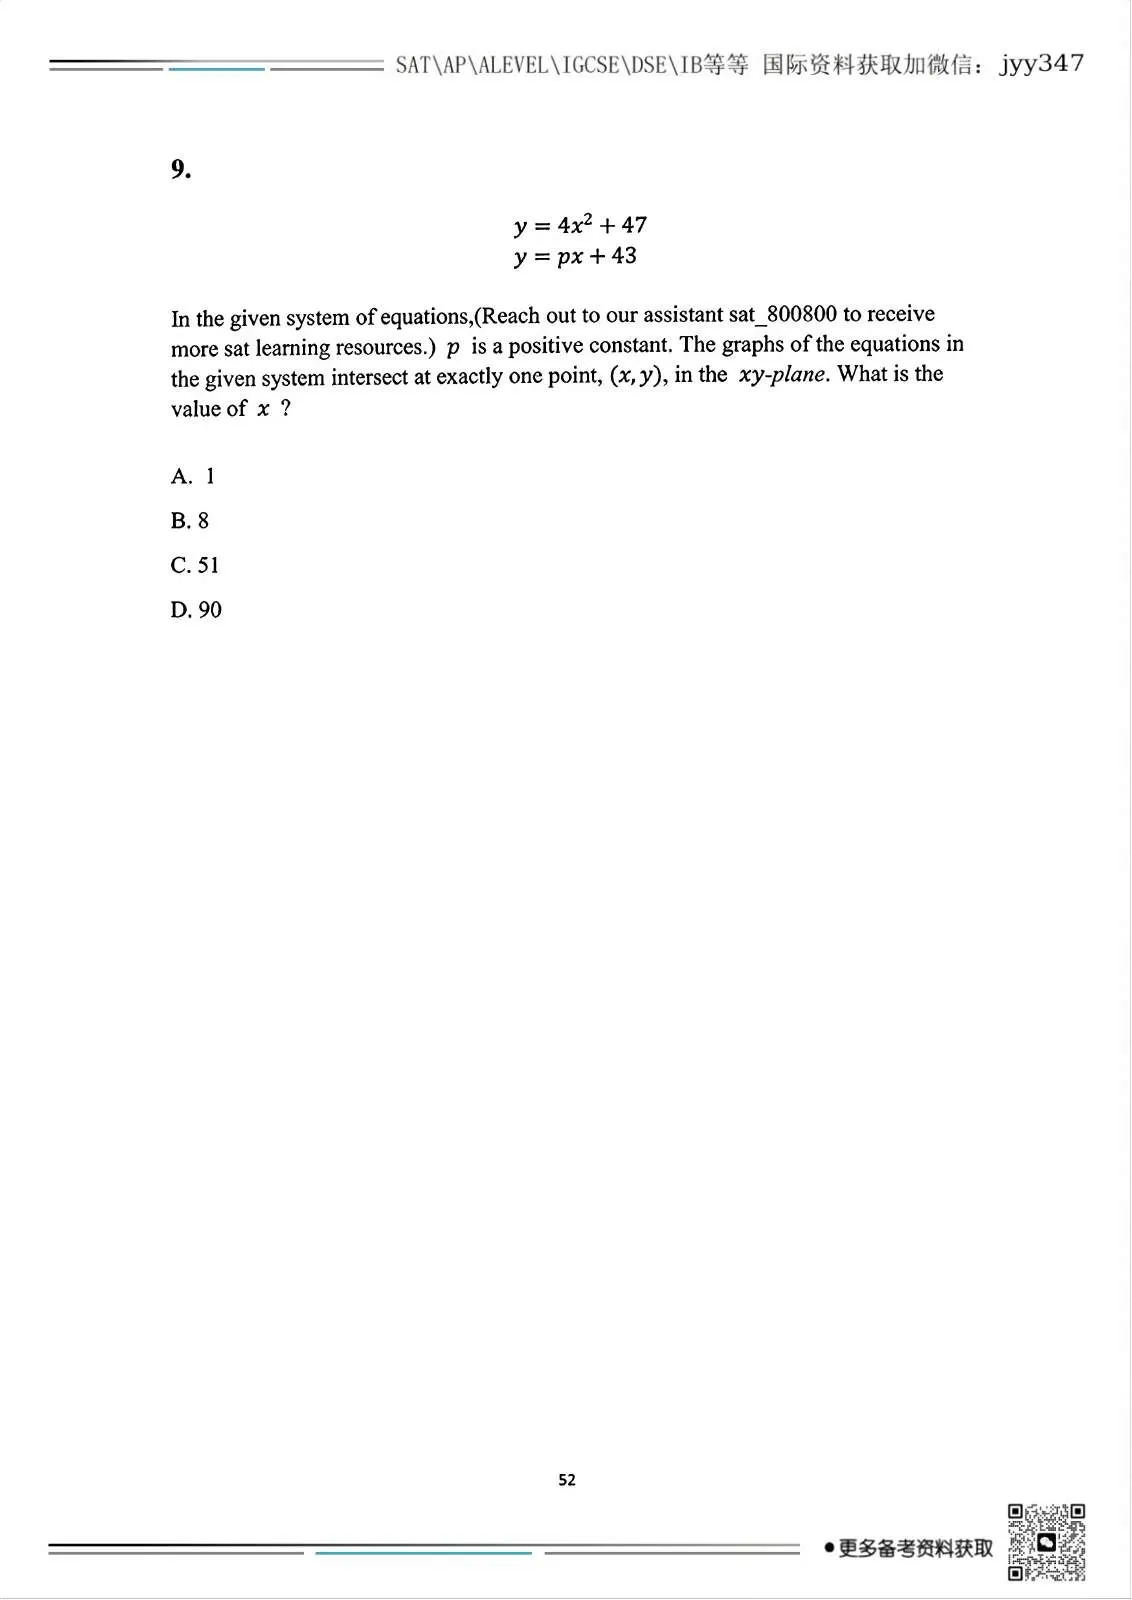 SAT\AP\ALEVEL\IGCSE\DSE\IB等等 国际资料获取加微信：jyy347
9.
y = 4x² + 47
y = px + 43
In the given system of equations,(Reach out to our assistant sat_800800 to receive
more sat learning resources.) p is a positive constant. The graphs of the equations in
the given system intersect at exactly one point, (x, y), in the xy-plane. What is the
value of x ?
A. 1
B. 8
C. 51
D. 90
52
●更多备考资料获取